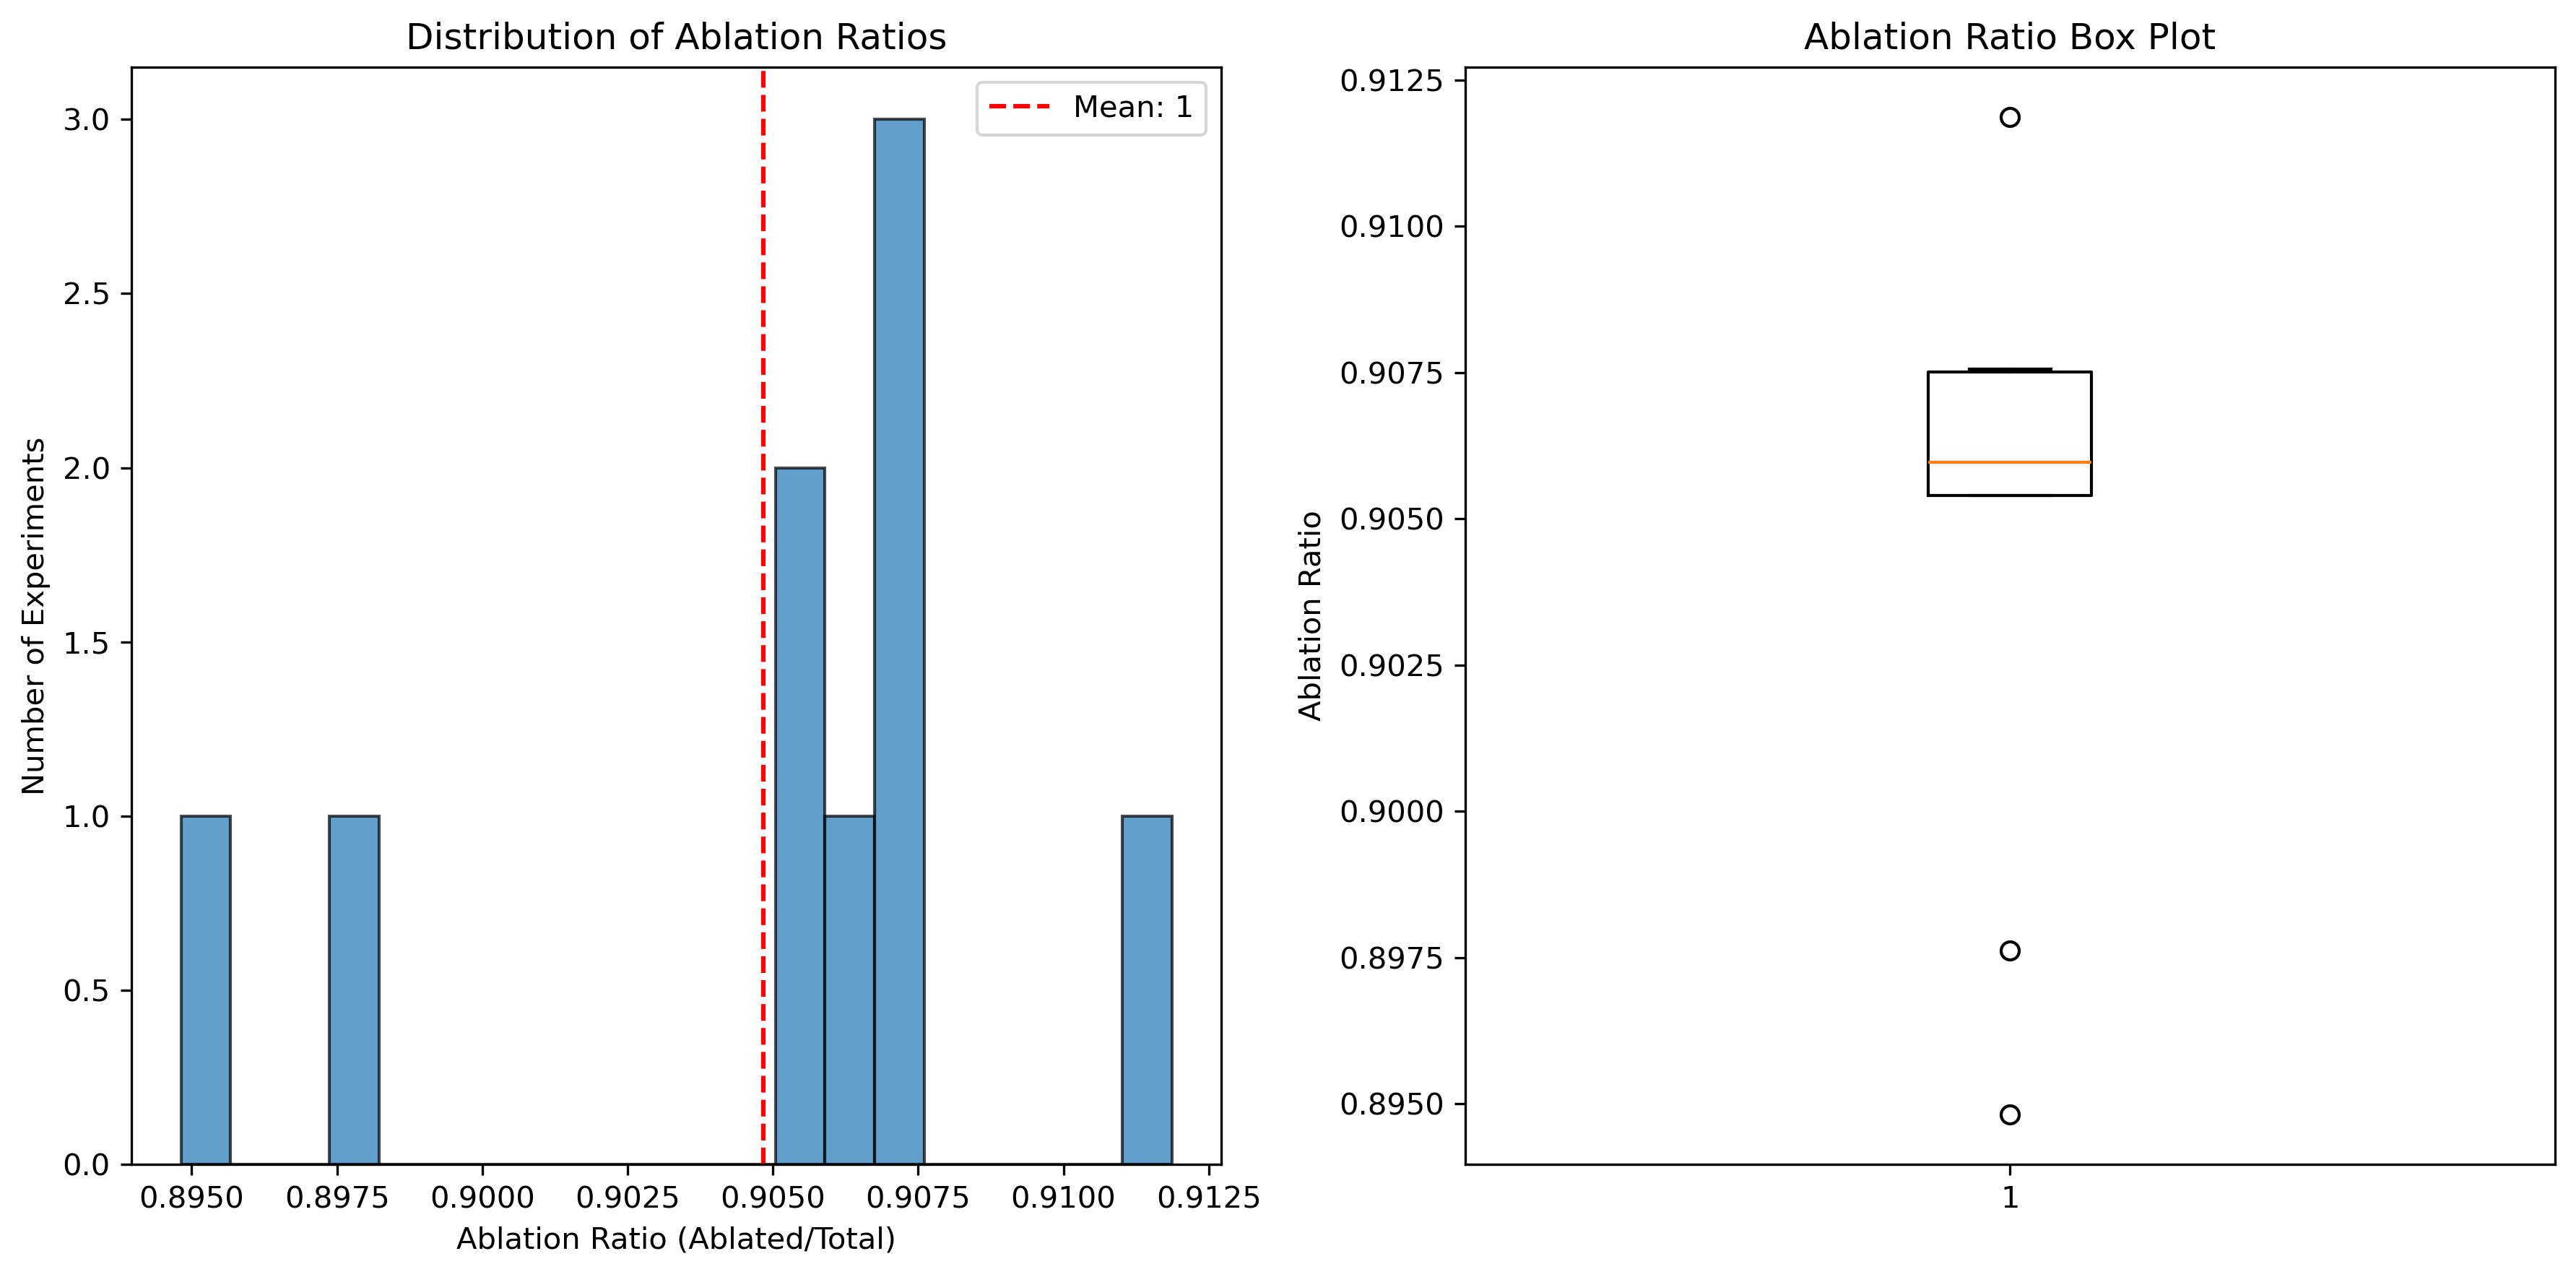 Distribution of Ablation Ratios
Mean: 1
3.0
2.5
2.0
1.5
1.0
0.5
0.0
Number of Experiments
0.8950 0.8975 0.9000 0.9025 0.9050 0.9075 0.9100 0.9125
Ablation Ratio (Ablated/Total)
Ablation Ratio Box Plot
0.9125
0.9100
0.9075
0.9050
0.9025
0.9000
0.8975
0.8950
Ablation Ratio
1